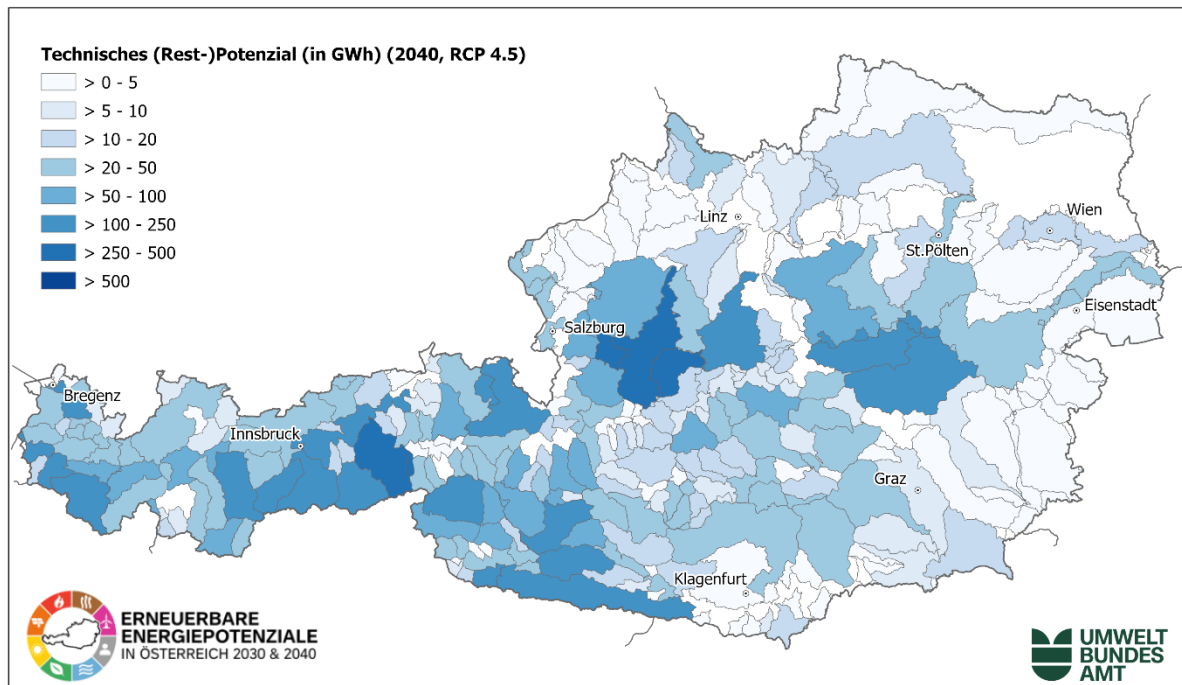 Technisches (Rest-)Potenzial (in GWh) (2040, RCP 4.5)
> 0 - 5
> 5 - 10
> 10 - 20
> 20 - 50
> 50 - 100
> 100 - 250
> 250 - 500
> 500
Linz
Wien
St.Pölten
Eisenstadt
Salzburg
Bregenz
Innsbruck
Graz
Klagenfurt
ERNEUERBARE
ENERGIEPOTENZIALE
IN ÖSTERREICH 2030 & 2040
UMWELT
BUNDES
AMT